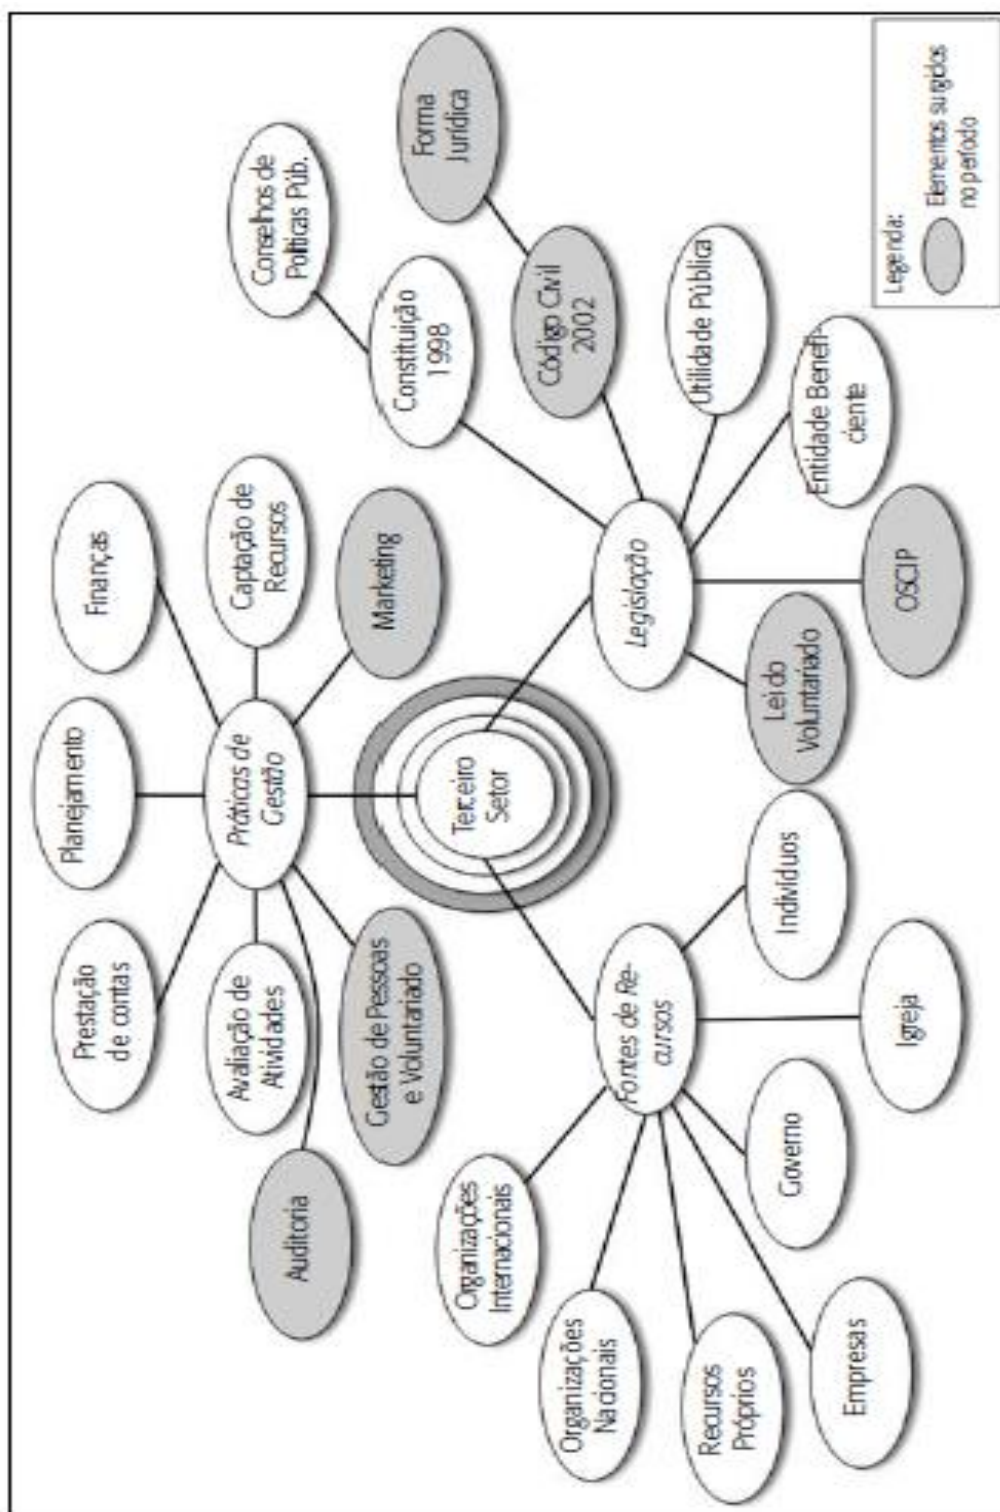 Prestação
de contas
Planejamento
Finanças
Auditoria
Avaliação de
Atividades
Práticas de
Gestão
Captação de
Recursos
Gestão de Pessoas
e Voluntariado
Marketing
Conselhos de
Políticas Púb.
Constituição
1998
Forma
Jurídica
Terceiro
Setor
Organizações
Internacionais
Organizações
Nacionais
Recursos
Próprios
Empresas
Fontes de Re-
cursos
Governo
Igreja
Indivíduos
Legislação
Código Civil
2002
Utilidade Pública
Entidade Benefi-
ciente
Lei do
Voluntariado
OSCIP
Legenda:
Elementos surgidos
no período